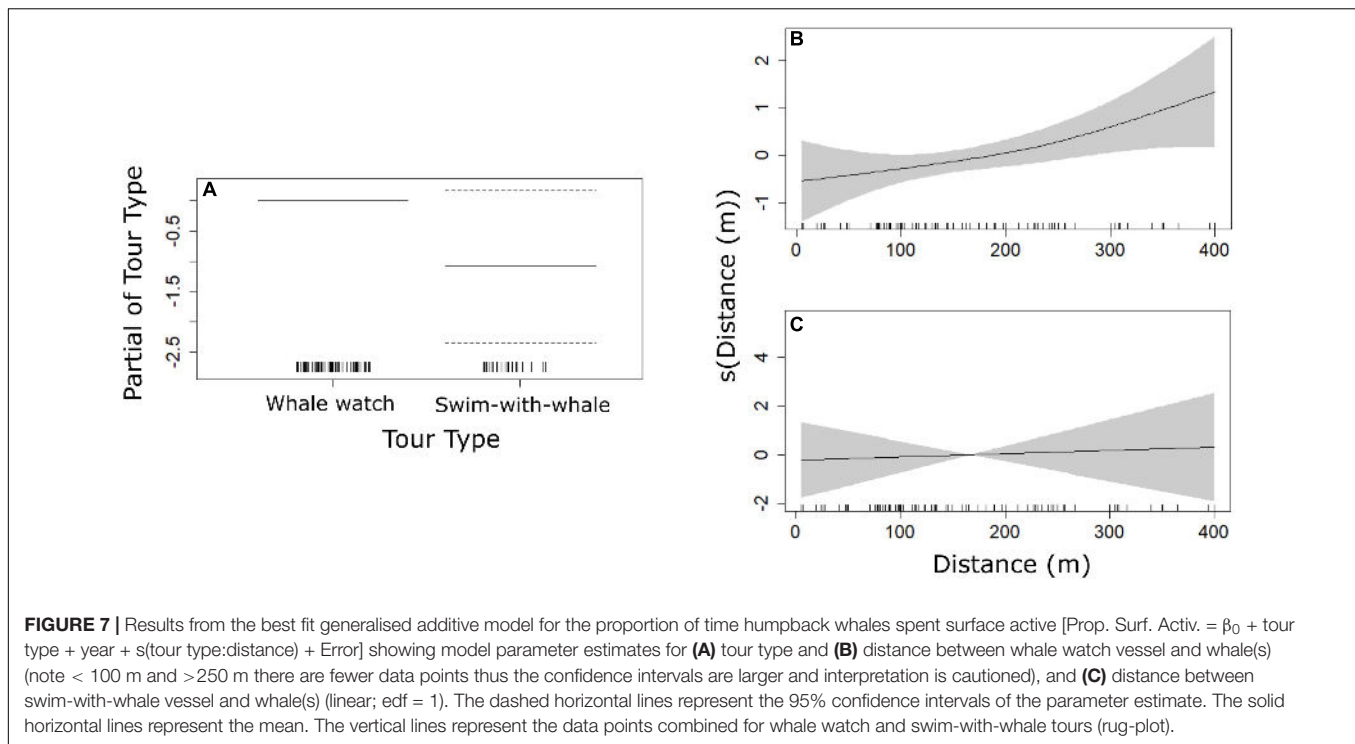 A
Partial of Tour Type
-0.5
-1.5
-2.5
Whale watch Swim-with-whale
Tour Type
B
s(Distance (m))
2
1
0
-1
0 100 200 300 400
C
4
2
0
-2
0 100 200 300 400
Distance (m)
FIGURE 7 | Results from the best fit generalised additive model for the proportion of time humpback whales spent surface active [Prop. Surf. Activ. = β0 + tour
type + year + s(tour type:distance) + Error] showing model parameter estimates for (A) tour type and (B) distance between whale watch vessel and whale(s)
(note < 100 m and >250 m there are fewer data points thus the confidence intervals are larger and interpretation is cautioned), and (C) distance between
swim-with-whale vessel and whale(s) (linear; edf = 1). The dashed horizontal lines represent the 95% confidence intervals of the parameter estimate. The solid
horizontal lines represent the mean. The vertical lines represent the data points combined for whale watch and swim-with-whale tours (rug-plot).